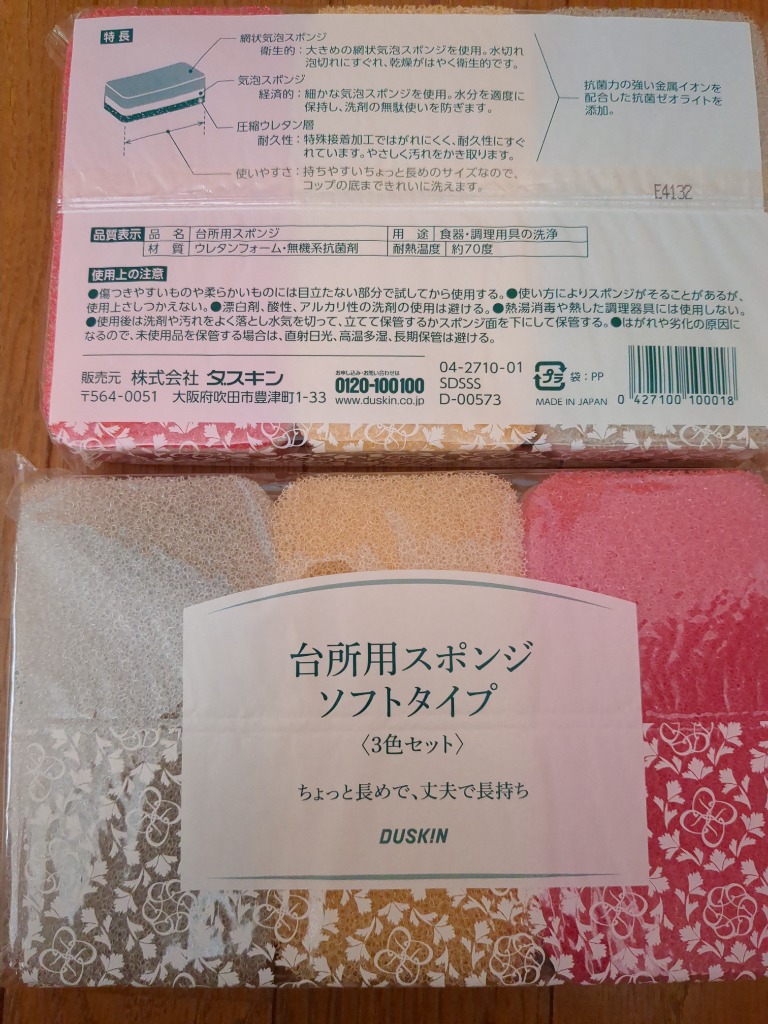 特長
網状気泡スポンジ
衛生的：大きめの網状気泡スポンジを使用。水切れ
泡切れにすぐれ、乾燥がはやく衛生的です。
気泡スポンジ
経済的：細かな気泡スポンジを使用。水分を適度に
保持し、洗剤の無駄使いを防ぎます。
圧縮ウレタン層
耐久性：特殊接着加工ではがれにくく、耐久性にすぐ
れています。やさしく汚れをかき取ります。
使いやすさ：持ちやすいちょっと長めのサイズなので、
コップの底まできれいに洗えます。
抗菌力の強い金属イオンを
配合した抗菌ゼオライトを
添加。
E4132
品質表示 品名 台所用スポンジ 用途 食器・調理用具の洗浄
材質 ウレタンフォーム・無機系抗菌剤 耐熱温度 約70度
使用上の注意
●傷つきやすいものや柔らかいものには目立たない部分で試してから使用する。●使い方によりスポンジがそることがあるが、
使用上さしつかえない。●漂白剤、酸性、アルカリ性の洗剤の使用は避ける。●熱湯消毒や熱した調理器具には使用しない。
●使用後は洗剤や汚れをよく落とし水気を切って、立てて保管するかスポンジ面を下にして保管する。●はがれや劣化の原因に
なるので、未使用品を保管する場合は、直射日光、高温多湿、長期保管は避ける。
販売元 株式会社 ダスキン
〒564-0051 大阪府吹田市豊津町1-33
お申し込み・お問い合わせは
0120-100100
www.duskin.co.jp
04-2710-01
SDSSS
D-00573
プラ 袋：PP
MADE IN JAPAN
0 427100 100018
台所用スポンジ
ソフトタイプ
〈3色セット〉
ちょっと長めで、丈夫で長持ち
DUSKIN